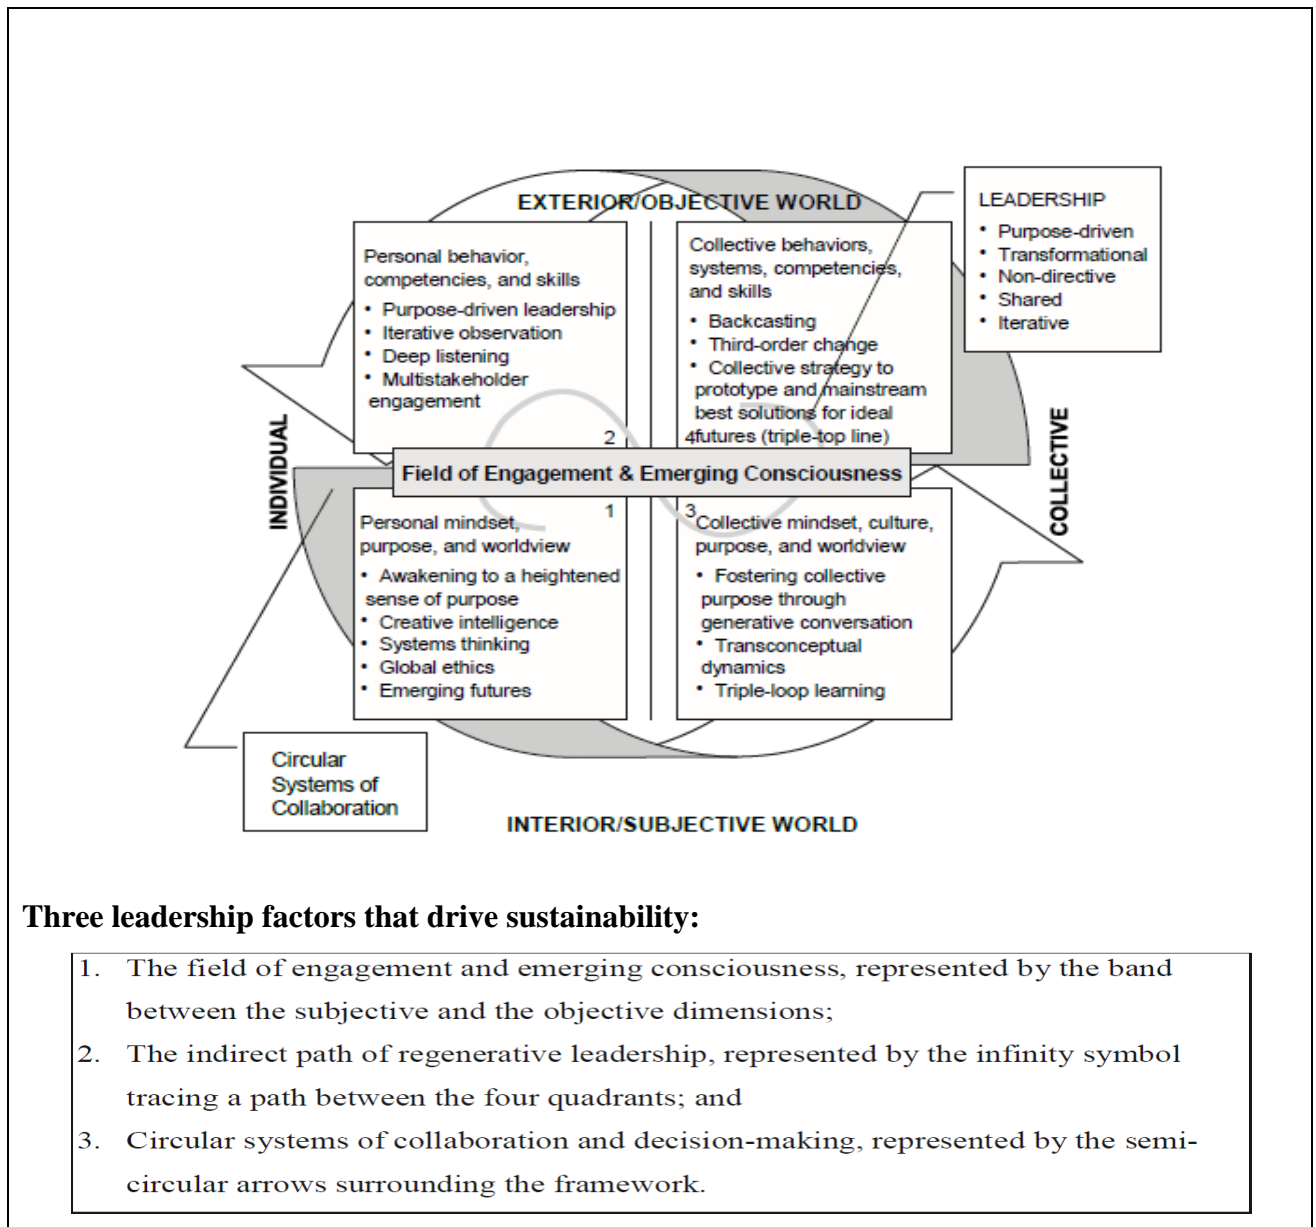 EXTERIOR/OBJECTIVE WORLD
LEADERSHIP
• Purpose-driven
• Transformational
• Non-directive
• Shared
• Iterative
Personal behavior,
competencies, and skills
• Purpose-driven leadership
• Iterative observation
• Deep listening
• Multistakeholder
engagement
2
Collective behaviors,
systems, competencies,
and skills
• Backcasting
• Third-order change
• Collective strategy to
prototype and mainstream
best solutions for ideal
futures (triple-top line)
4
INDIVIDUAL
COLLECTIVE
Field of Engagement & Emerging Consciousness
1
Personal mindset,
purpose, and worldview
• Awakening to a heightened
sense of purpose
• Creative intelligence
• Systems thinking
• Global ethics
• Emerging futures
3
Collective mindset, culture,
purpose, and worldview
• Fostering collective
purpose through
generative conversation
• Transconceptual
dynamics
• Triple-loop learning
Circular
Systems of
Collaboration
INTERIOR/SUBJECTIVE WORLD
Three leadership factors that drive sustainability:
1. The field of engagement and emerging consciousness, represented by the band
between the subjective and the objective dimensions;
2. The indirect path of regenerative leadership, represented by the infinity symbol
tracing a path between the four quadrants; and
3. Circular systems of collaboration and decision-making, represented by the semi-
circular arrows surrounding the framework.